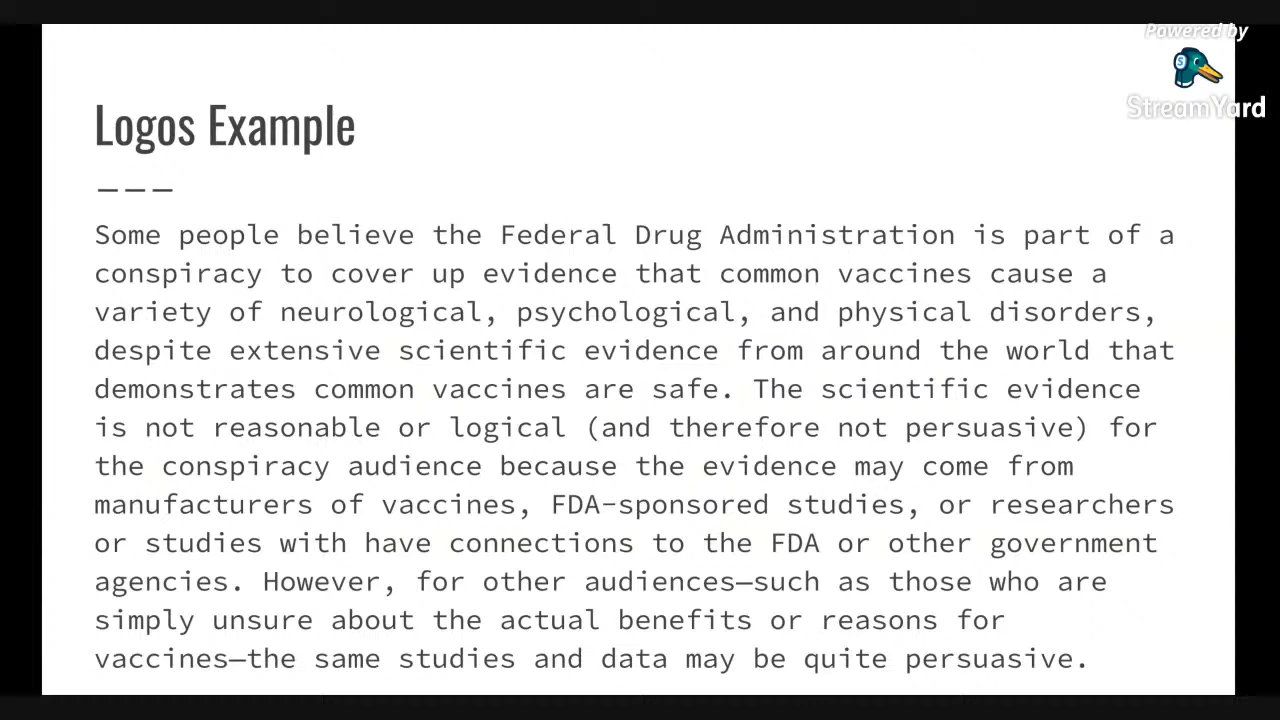 Powered by
StreamYard
Logos Example
Some people believe the Federal Drug Administration is part of a
conspiracy to cover up evidence that common vaccines cause a
variety of neurological, psychological, and physical disorders,
despite extensive scientific evidence from around the world that
demonstrates common vaccines are safe. The scientific evidence
is not reasonable or logical (and therefore not persuasive) for
the conspiracy audience because the evidence may come from
manufacturers of vaccines, FDA-sponsored studies, or researchers
or studies with have connections to the FDA or other government
agencies. However, for other audiences—such as those who are
simply unsure about the actual benefits or reasons for
vaccines—the same studies and data may be quite persuasive.